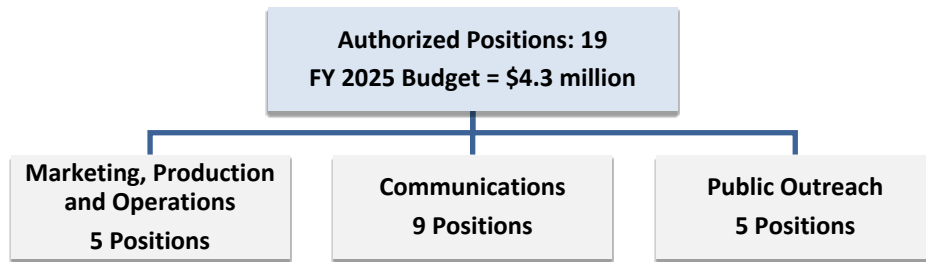 Authorized Positions: 19
FY 2025 Budget = $4.3 million
Marketing, Production
and Operations
5 Positions
Communications
9 Positions
Public Outreach
5 Positions